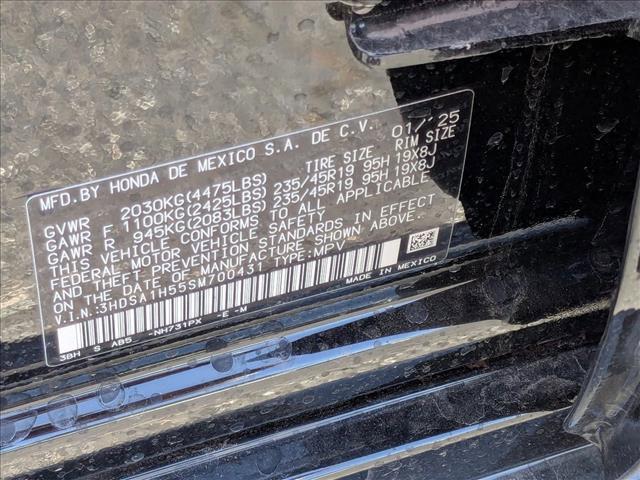 MFD.BY HONDA DE MEXICO S.A. DE C.V. 01/'25
TIRE SIZE RIM SIZE
GVWR 2030KG(4475LBS)
GAWR F 1100KG(2425LBS) 235/45R19 95H 19X8J
GAWR R 945KG(2083LBS) 235/45R19 95H 19X8J
THIS VEHICLE CONFORMS TO ALL APPLICABLE
FEDERAL MOTOR VEHICLE SAFETY
AND THEFT PREVENTION STANDARDS IN EFFECT
ON THE DATE OF MANUFACTURE SHOWN ABOVE.
V.I.N.:3HDSA1H55SM700431 TYPE:MPV
MADE IN MEXICO
3BH S AB5 -NH731PX -E -M